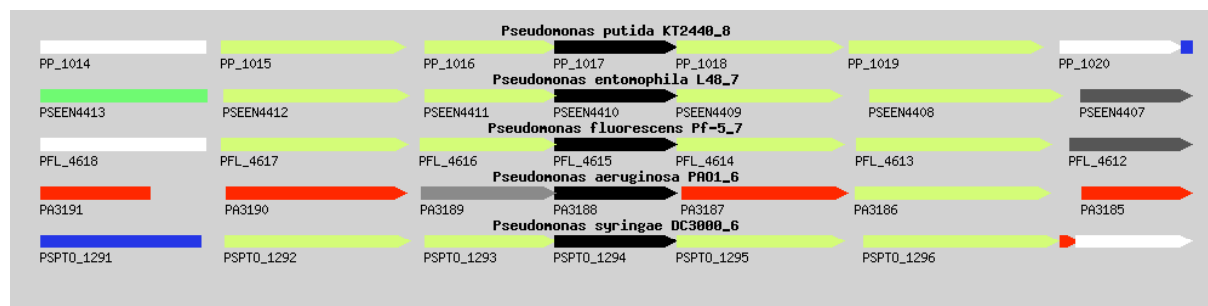 Pseudomonas putida KT2440_8
PP_1014 PP_1015 PP_1016 PP_1017 PP_1018 PP_1019 PP_1020
Pseudomonas entomophila L48_7
PSEEN4413 PSEEN4412 PSEEN4411 PSEEN4410 PSEEN4409 PSEEN4408 PSEEN4407
Pseudomonas fluorescens Pf-5_7
PFL_4618 PFL_4617 PFL_4616 PFL_4615 PFL_4614 PFL_4613 PFL_4612
Pseudomonas aeruginosa PAO1_6
PA3191 PA3190 PA3189 PA3188 PA3187 PA3186 PA3185
Pseudomonas syringae DC3000_6
PSPTO_1291 PSPTO_1292 PSPTO_1293 PSPTO_1294 PSPTO_1295 PSPTO_1296